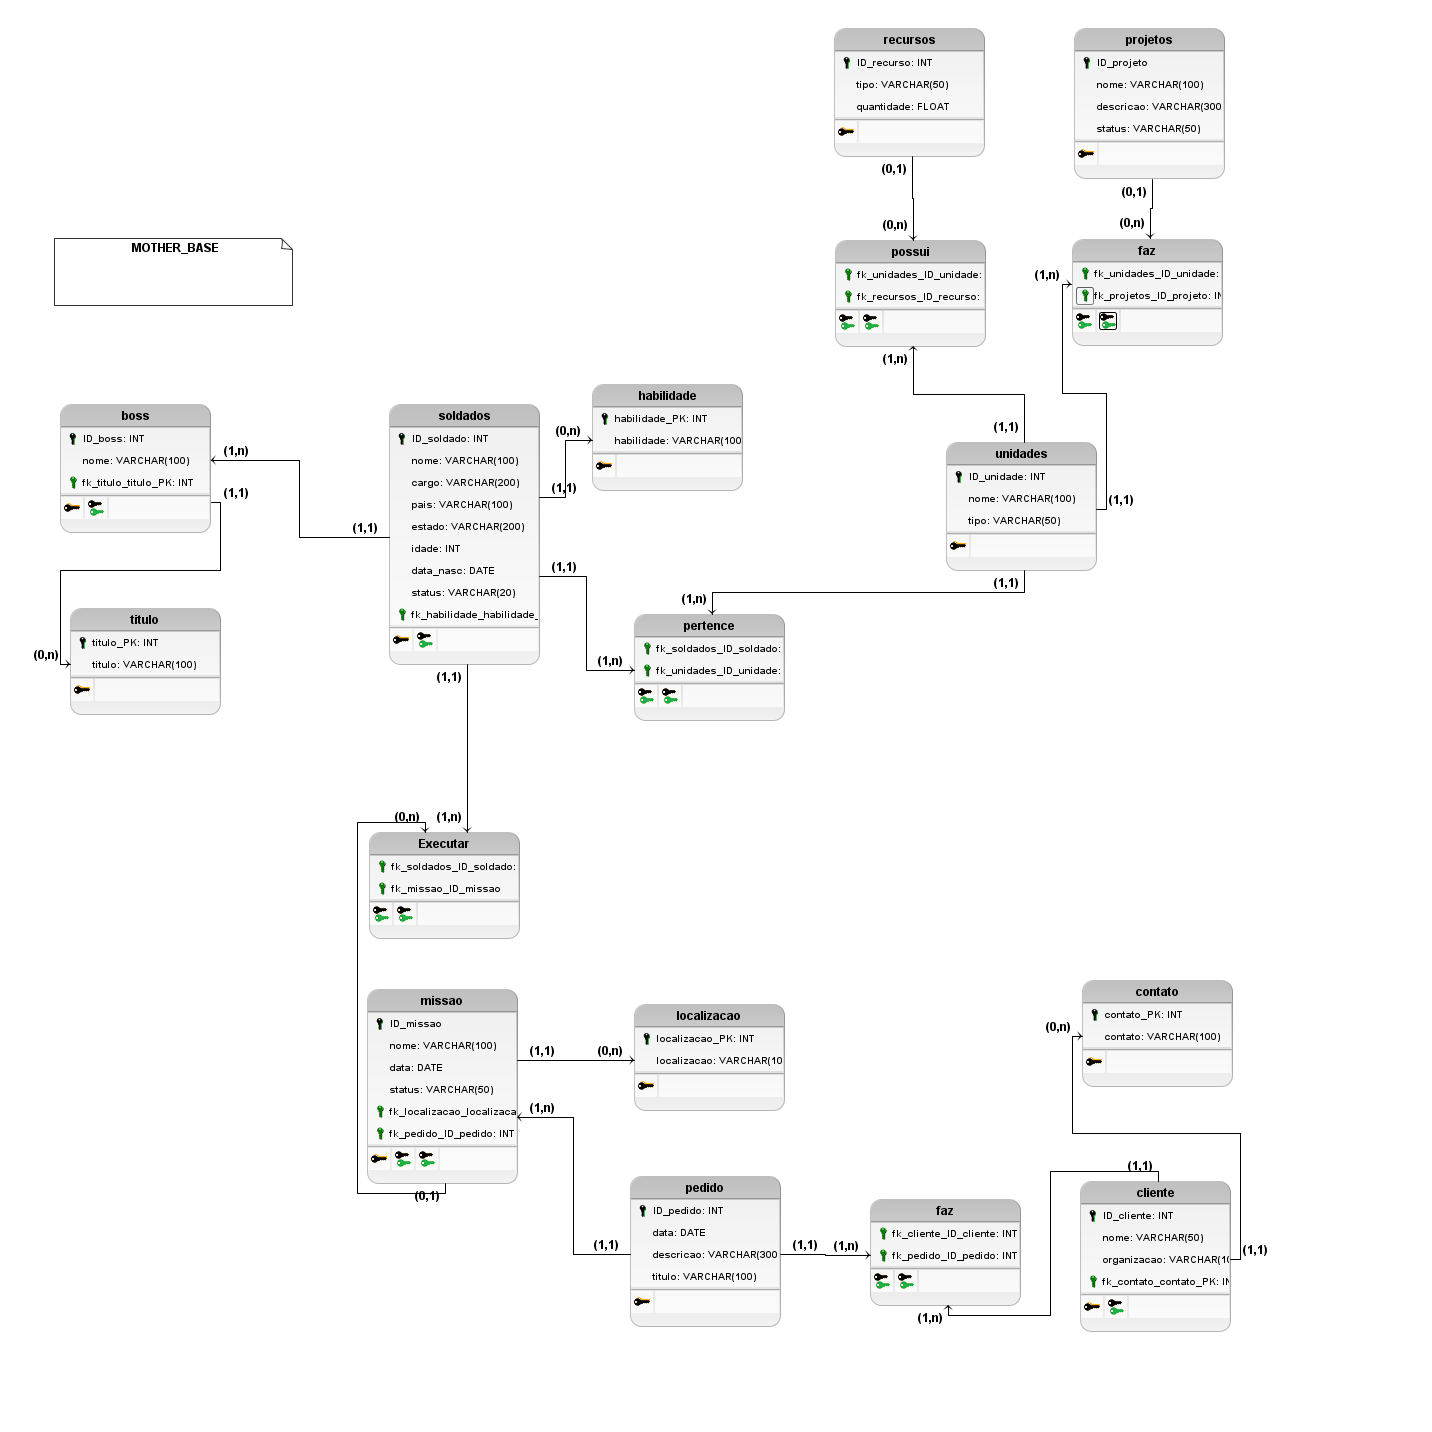 recursos
ID_recurso: INT
tipo: VARCHAR(50)
quantidade: FLOAT
(0,1)
(0,n)
projetos
ID_projeto
nome: VARCHAR(100)
descricao: VARCHAR(300
status: VARCHAR(50)
(0,1)
(0,n)
MOTHER_BASE
possui
fk_unidades_ID_unidade:
fk_recursos_ID_recurso:
(1,n)
faz
fk_unidades_ID_unidade:
fk_projetos_ID_projeto: IN
(1,n)
boss
ID_boss: INT
nome: VARCHAR(100)
fk_titulo_titulo_PK: INT
(1,n)
(1,1)
soldados
ID_soldado: INT
nome: VARCHAR(100)
cargo: VARCHAR(200)
pais: VARCHAR(100)
estado: VARCHAR(200)
idade: INT
data_nasc: DATE
status: VARCHAR(20)
fk_habilidade_habilidade_
(1,1)
(1,1)
(1,1)
(1,1)
habilidade
habilidade_PK: INT
habilidade: VARCHAR(100
(0,n)
unidades
ID_unidade: INT
nome: VARCHAR(100)
tipo: VARCHAR(50)
(1,1)
(1,1)
(1,1)
titulo
titulo_PK: INT
titulo: VARCHAR(100)
(0,n)
pertence
fk_soldados_ID_soldado:
fk_unidades_ID_unidade:
(1,n)
(1,n)
(0,n)
(1,n)
Executar
fk_soldados_ID_soldado:
fk_missao_ID_missao
missao
ID_missao
nome: VARCHAR(100)
data: DATE
status: VARCHAR(50)
fk_localizacao_localizaca
fk_pedido_ID_pedido: INT
(0,1)
(1,1)
(1,n)
localizacao
localizacao_PK: INT
localizacao: VARCHAR(10
(0,n)
contato
contato_PK: INT
contato: VARCHAR(100)
(0,n)
pedido
ID_pedido: INT
data: DATE
descricao: VARCHAR(300
titulo: VARCHAR(100)
(1,1)
(1,1)
faz
fk_cliente_ID_cliente: INT
fk_pedido_ID_pedido: INT
(1,n)
(1,n)
cliente
ID_cliente: INT
nome: VARCHAR(50)
organizacao: VARCHAR(10
fk_contato_contato_PK: IN
(1,1)
(1,1)